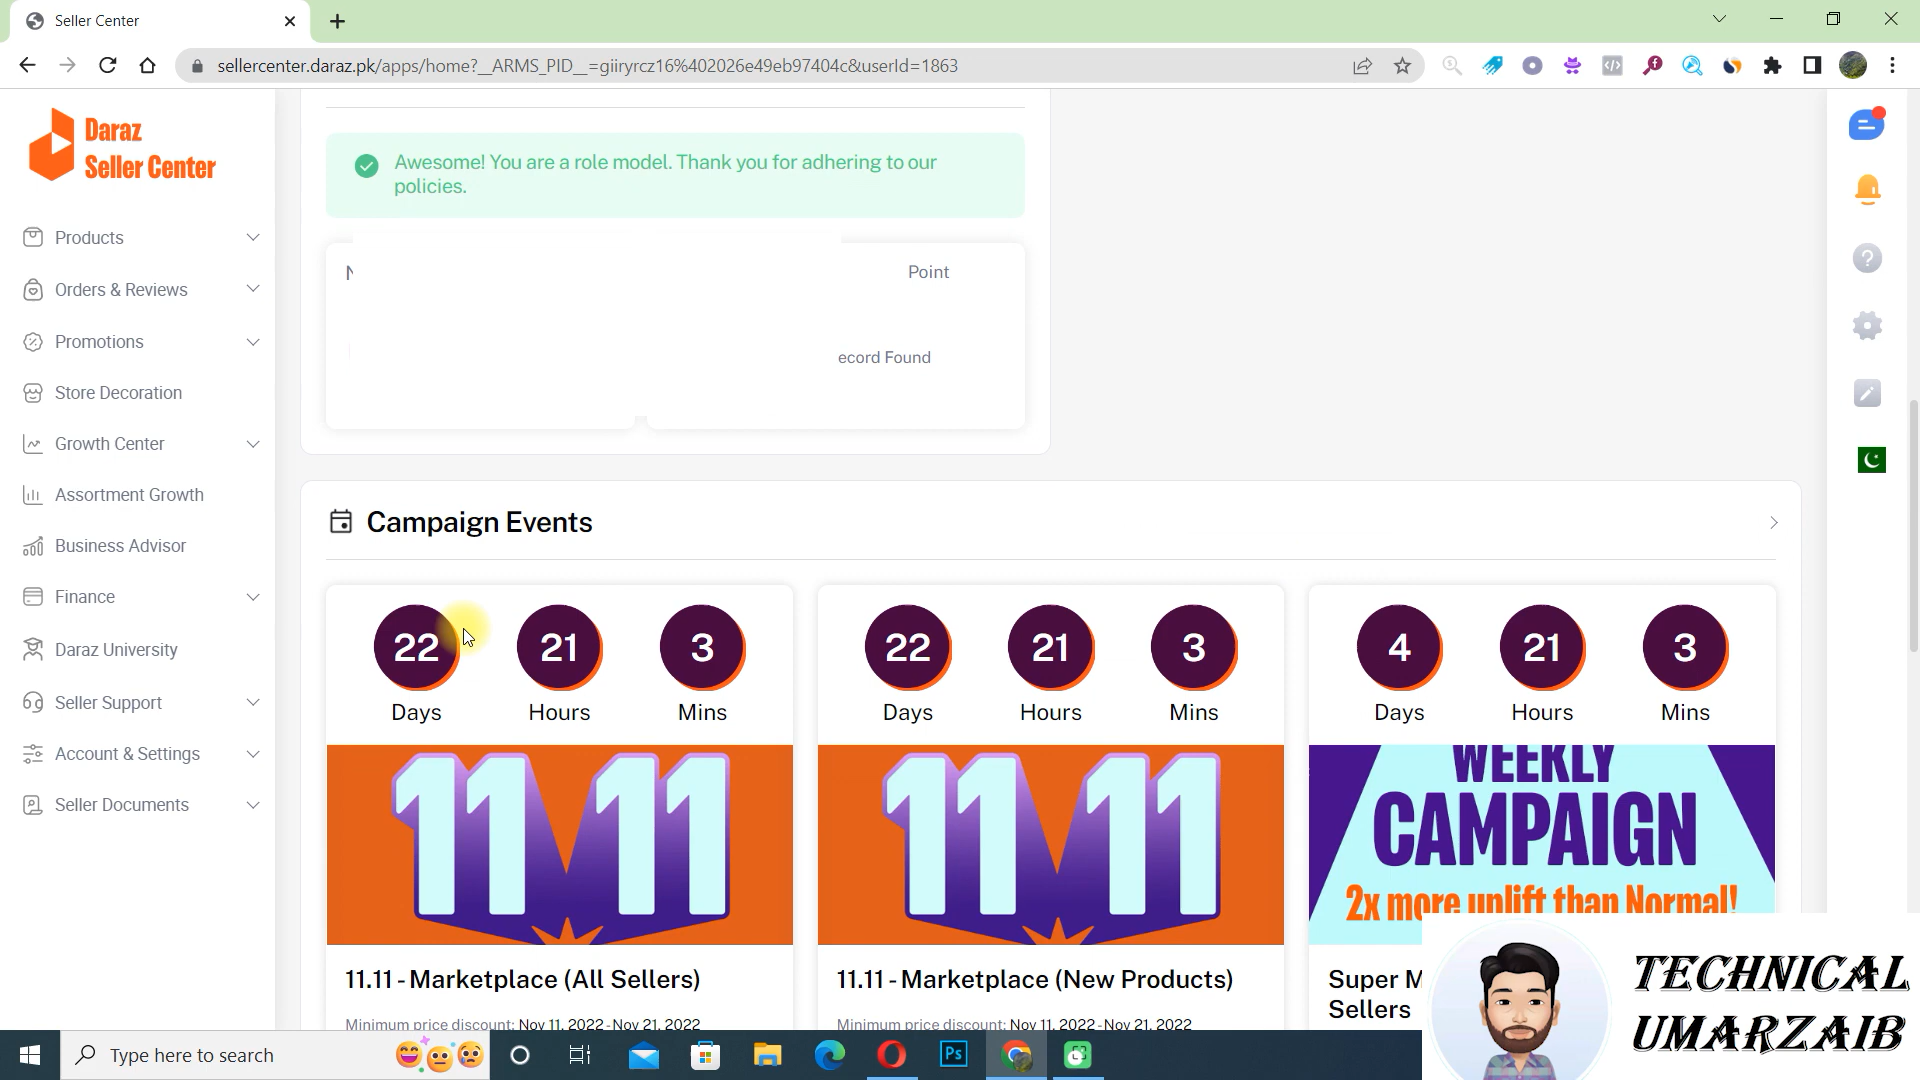 Seller Center
sellercenter.daraz.pk/apps/home?__ARMS_PID__=giiryrcz16%402026e49eb97404c&userId=1863
Daraz
Seller Center
Products
Orders & Reviews
Promotions
Store Decoration
Growth Center
Assortment Growth
Business Advisor
Finance
Daraz University
Seller Support
Account & Settings
Seller Documents
Awesome! You are a role model. Thank you for adhering to our
policies.
Point
ecord Found
Campaign Events
22 21 3
Days Hours Mins
11 11
11.11 - Marketplace (All Sellers)
Minimum price discount: Nov 11, 2022 - Nov 21, 2022
22 21 3
Days Hours Mins
11 11
11.11 - Marketplace (New Products)
Minimum price discount: Nov 11, 2022 - Nov 21, 2022
4 21 3
Days Hours Mins
WEEKLY
CAMPAIGN
2x more uplift than Normal!
Super M
Sellers
TECHNICAL
UMARZAIB
Type here to search
Ps